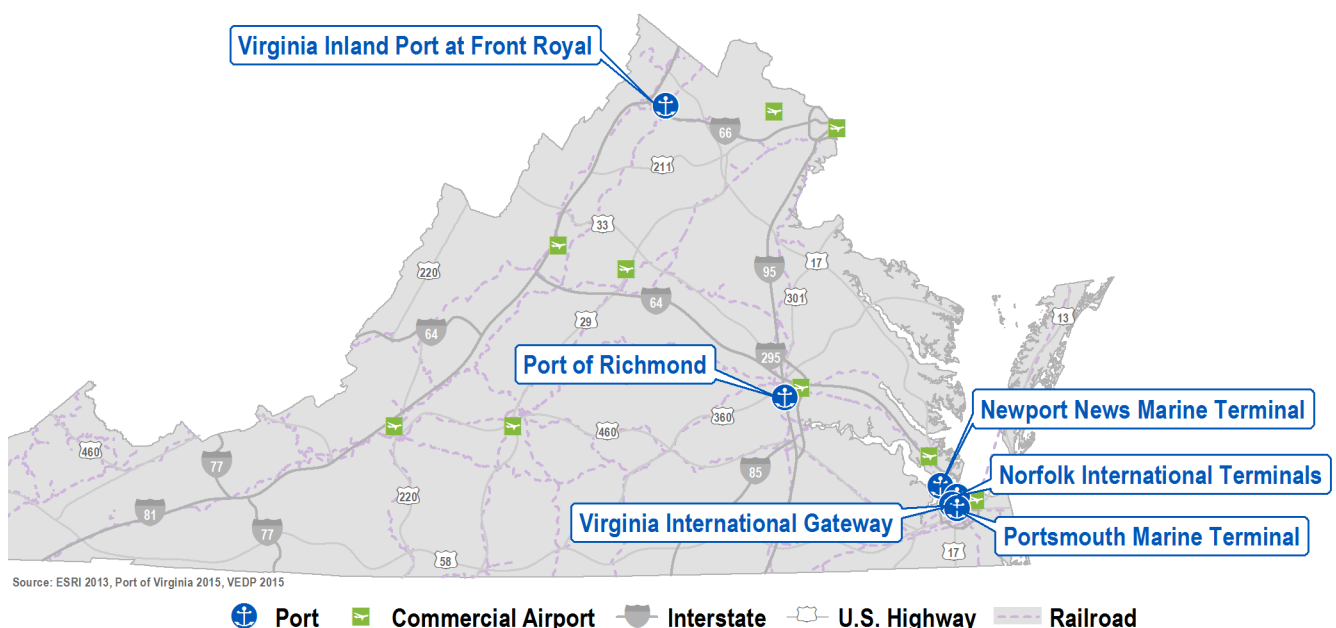 Virginia Inland Port at Front Royal
66
211
33
220
17
95
301
64
13
29
64
295
Port of Richmond
Newport News Marine Terminal
360
460
460
77
85
Norfolk International Terminals
220
81
Virginia International Gateway
Portsmouth Marine Terminal
77
58
17
Source: ESRI 2013, Port of Virginia 2015, VEDP 2015
Port Commercial Airport Interstate U.S. Highway Railroad